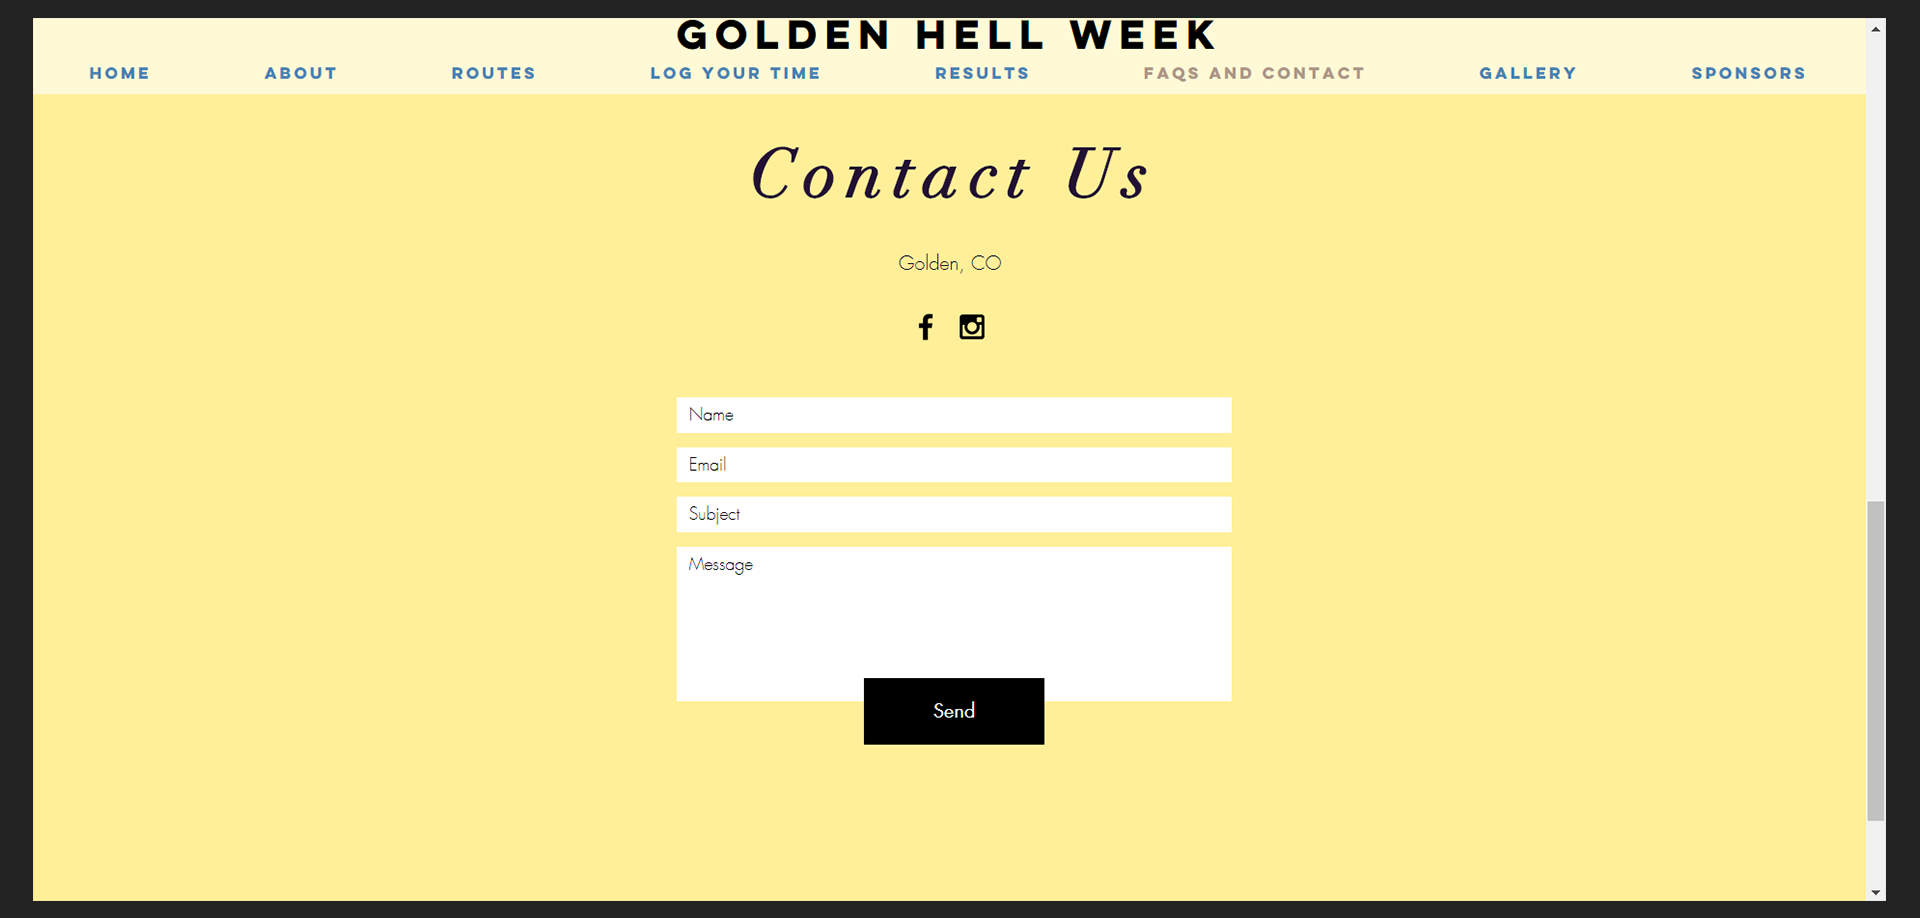 GOLDEN HELL WEEK
HOME ABOUT ROUTES LOG YOUR TIME RESULTS FAQS AND CONTACT GALLERY SPONSORS
Contact Us
Golden, CO
Name
Email
Subject
Message
Send